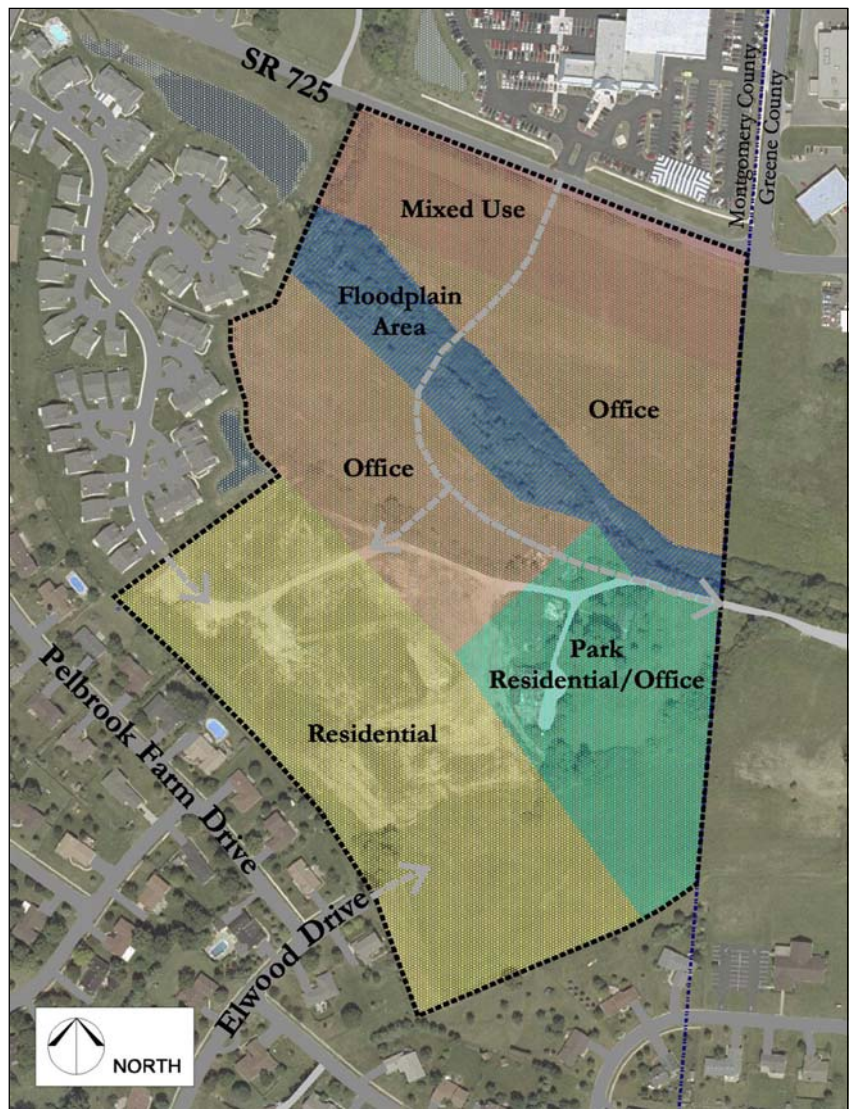 SR 725
Montgomery County
Greene County
Mixed Use
Floodplain
Area
Office
Office
Park
Residential/Office
Residential
Pelbrook Farm Drive
Elwood Drive
NORTH